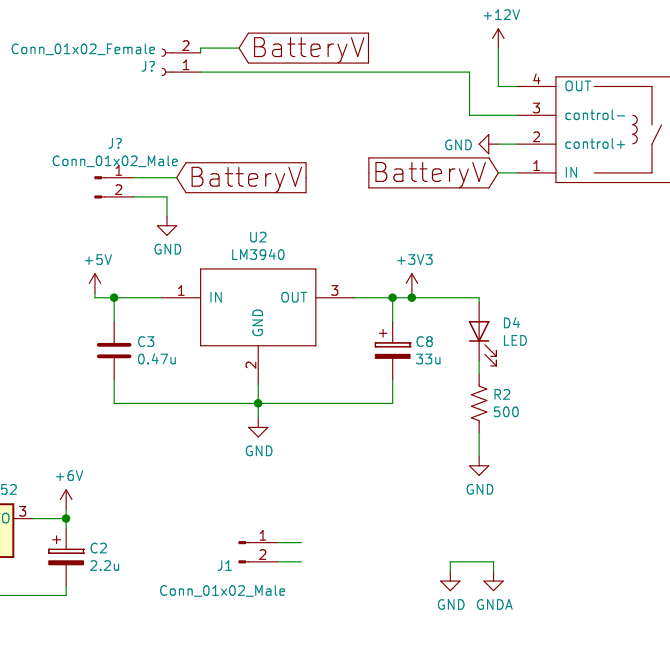 +12V
Conn_01x02_Female
2
BatteryV
J?
1
4
OUT
3
control-
J?
Conn_01x02_Male
GND
2
control+
1
BatteryV
BatteryV
1
IN
2
GND
U2
LM3940
+5V
+3V3
1
IN
OUT
3
GND
C3
0.47u
+
C8
33u
D4
LED
2
R2
500
GND
GND
+6V
52
O
3
+
C2
2.2u
1
2
J1
Conn_01x02_Male
GND
GNDA